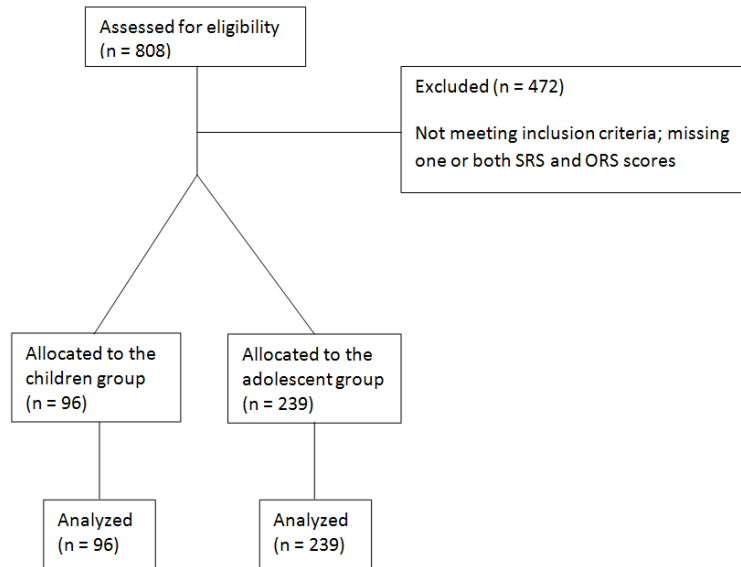 Assessed for eligibility
(n = 808)
Excluded (n = 472)
Not meeting inclusion criteria; missing
one or both SRS and ORS scores
Allocated to the
children group
(n = 96)
Allocated to the
adolescent group
(n = 239)
Analyzed
(n = 96)
Analyzed
(n = 239)